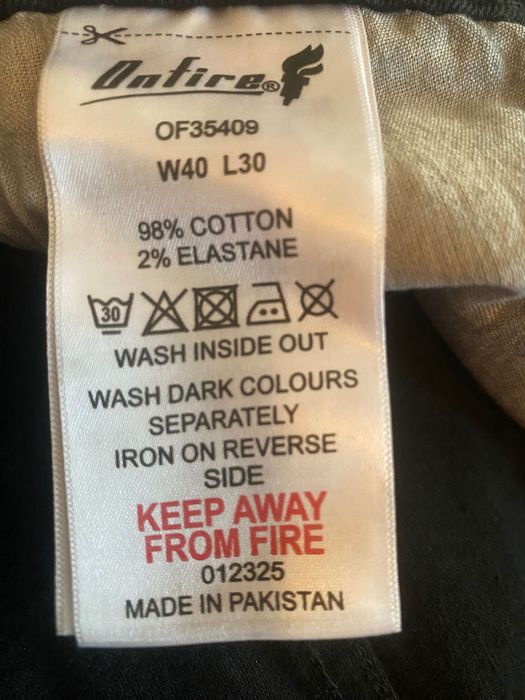 Onfire®
OF35409
W40 L30
98% COTTON
2% ELASTANE
30
WASH INSIDE OUT
WASH DARK COLOURS
SEPARATELY
IRON ON REVERSE
SIDE
KEEP AWAY
FROM FIRE
012325
MADE IN PAKISTAN